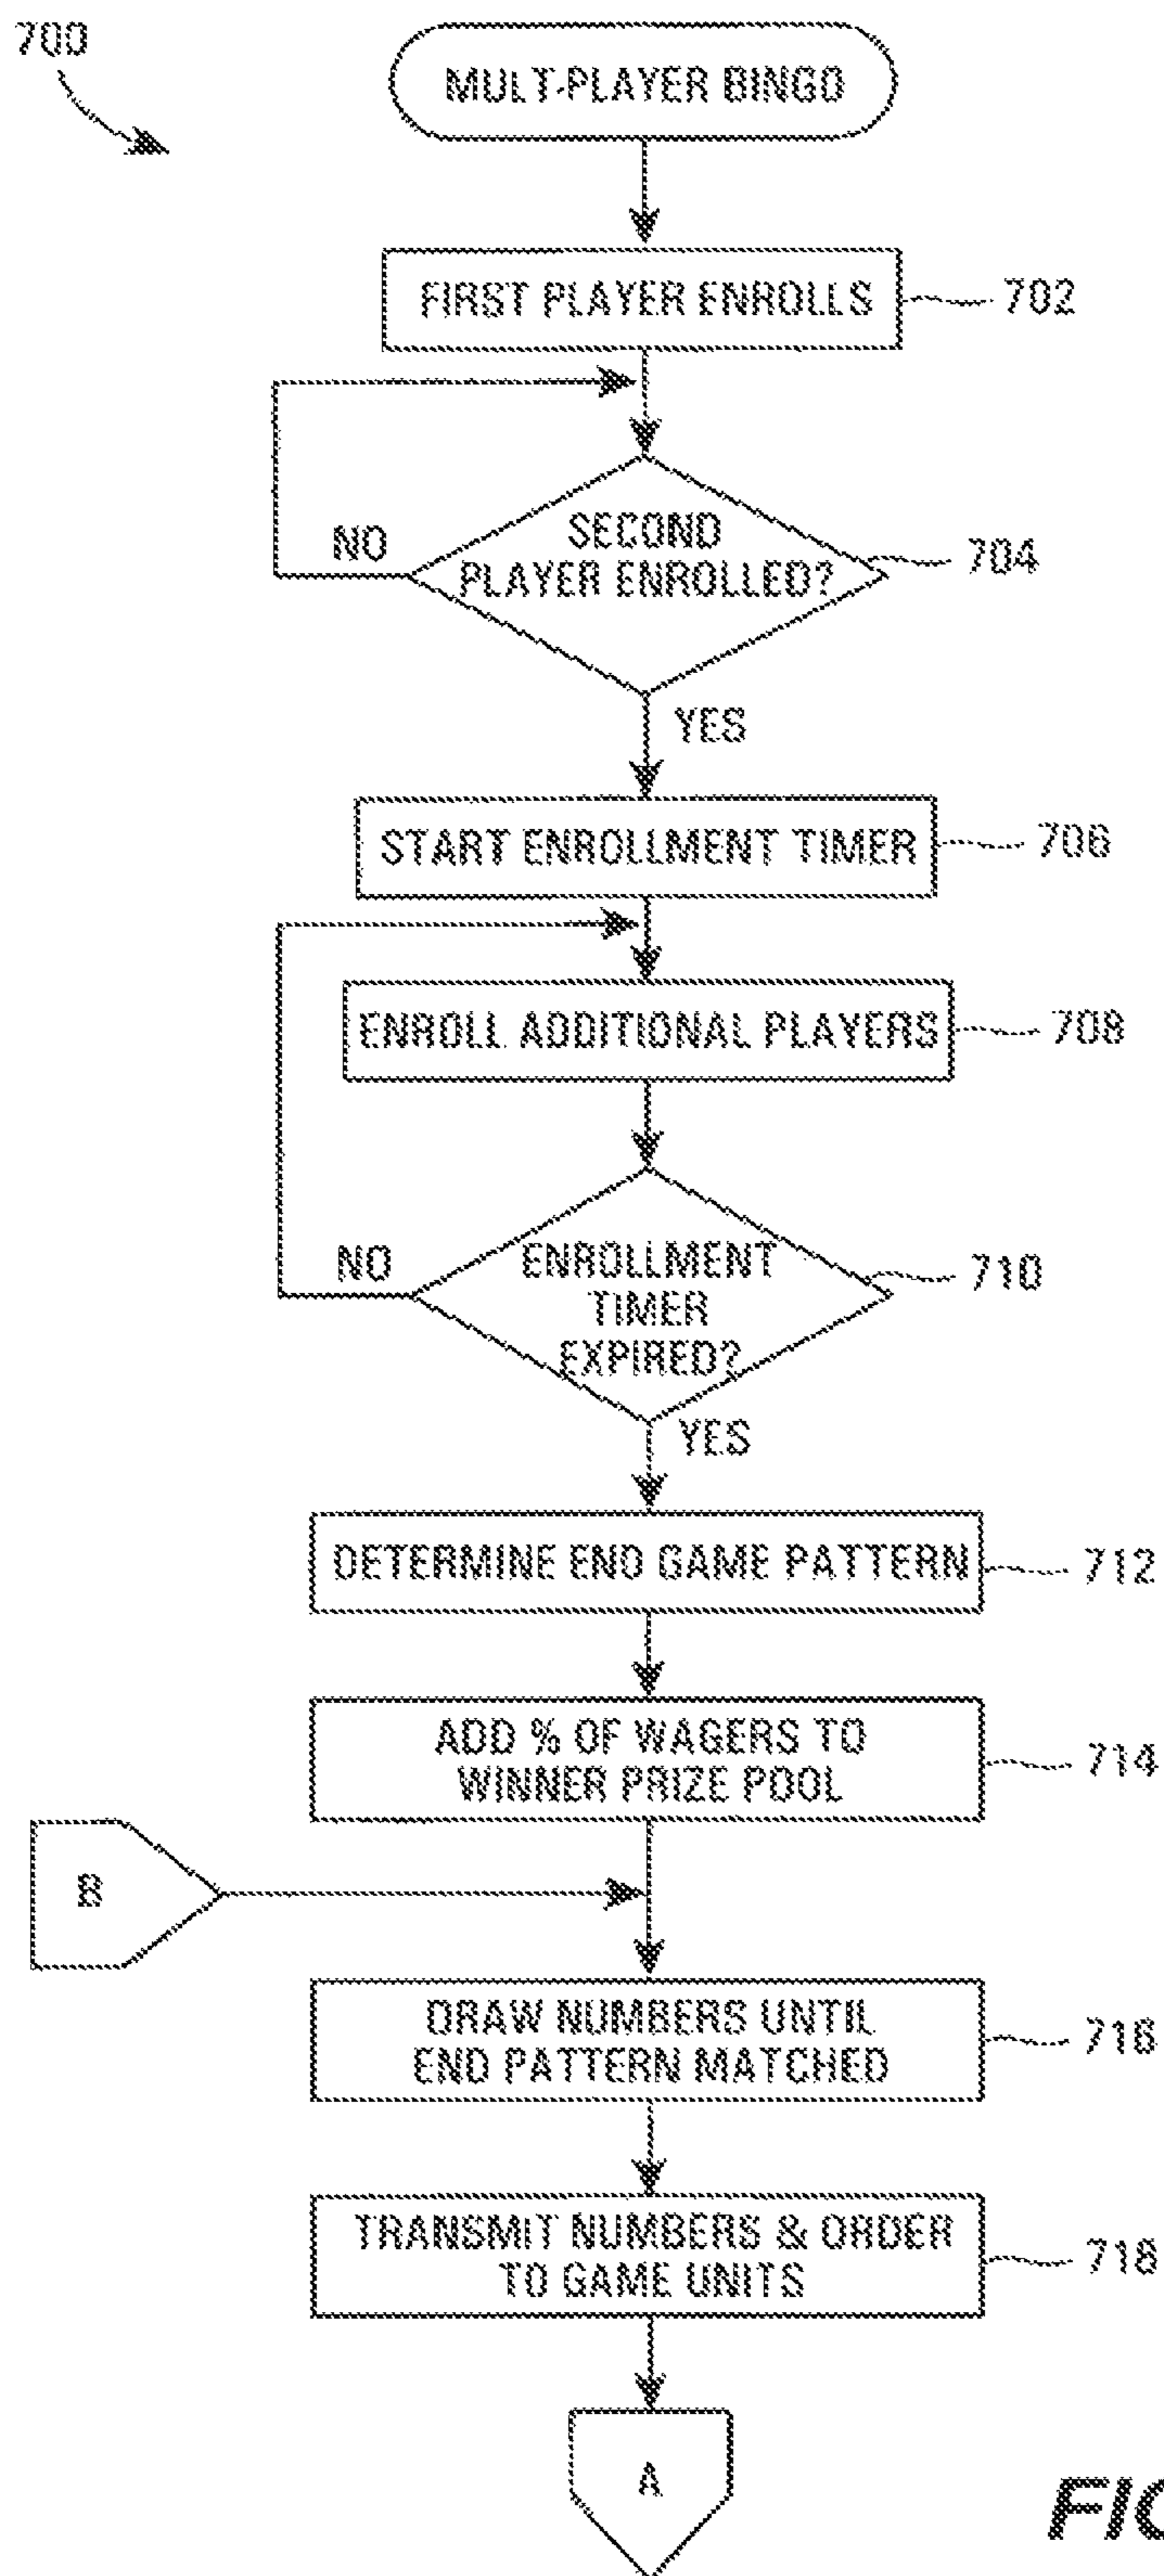 700
MULT-PLAYER BINGO
FIRST PLAYER ENROLLS
702
SECOND
PLAYER ENROLLED?
704
NO
YES
START ENROLLMENT TIMER
706
ENROLL ADDITIONAL PLAYERS
708
ENROLLMENT
TIMER
EXPIRED?
710
NO
YES
DETERMINE END GAME PATTERN
712
ADD % OF WAGERS TO
WINNER PRIZE POOL
714
B
DRAW NUMBERS UNTIL
END PATTERN MATCHED
716
TRANSMIT NUMBERS & ORDER
TO GAME UNITS
718
A